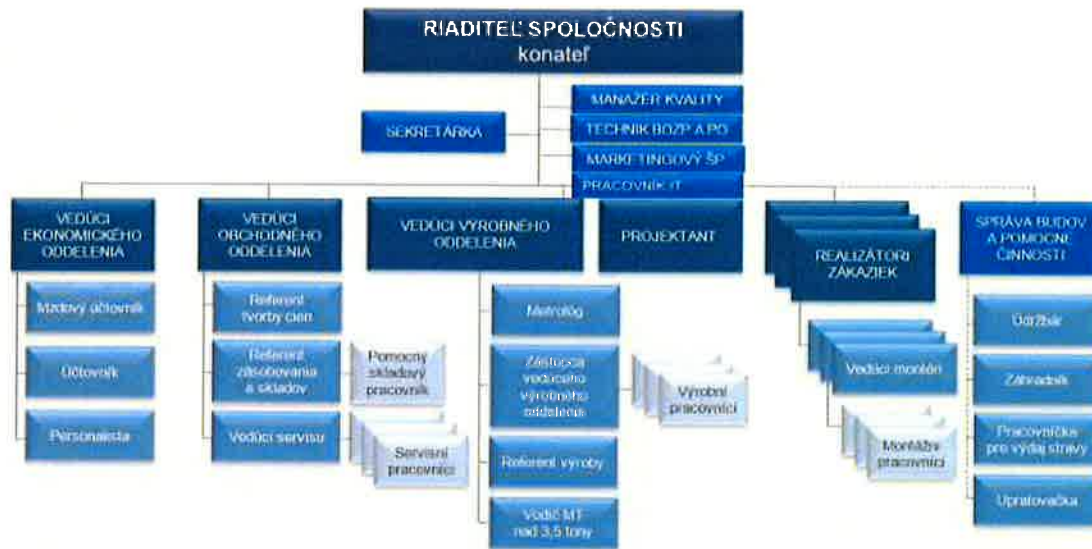 RIADITEĽ SPOLOČNOSTI
konateľ
SEKRETÁRKA
MANAŽÉR KVALITY
TECHNIK BOZP A PO
MARKETINGOVÝ ŠP
PRACOVNÍK IT
VEDÚCI
EKONOMICKÉHO
ODDELENIA
VEDÚCI
OBCHODNÉHO
ODDELENIA
VEDÚCI VÝROBNÉHO
ODDELENIA
PROJEKTANT
REALIZÁTORI
ZÁKAZIEK
SPRÁVA BUDOV
A POMOCNÉ
ČINNOSTI
Mzdový účtovník
Účtovník
Personalista
Referent
tvorby cien
Referent
zásobovania
a skladov
Vedúci servisu
Pomocný
skladový
pracovník
Servisní
pracovníci
Metrológ
Zástupca
vedúceho
výrobného
oddelenia
Referent výroby
Vodič MT
nad 3,5 tony
Výrobní
pracovníci
Vedúci montéri
Montážni
pracovníci
Údržbár
Záhradník
Pracovníčka
pre výdaj stravy
Upratovačka